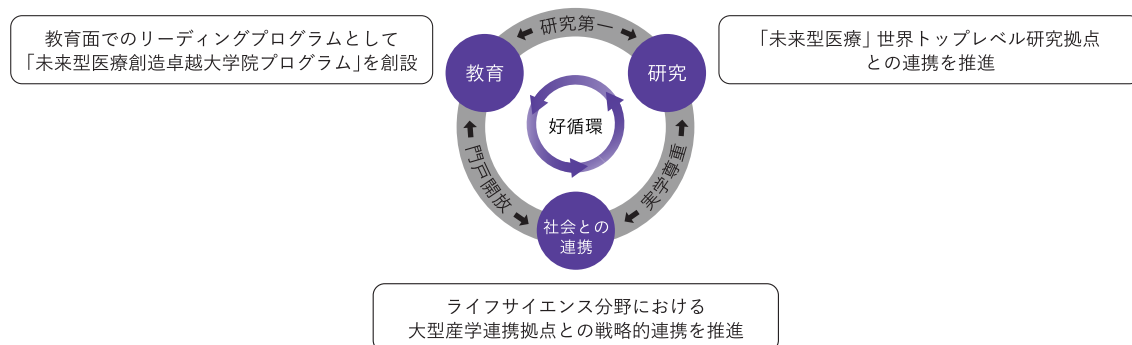 教育面でのリーディングプログラムとして
「未来型医療創造卓越大学院プログラム」を創設
研究第一
「未来型医療」世界トップレベル研究拠点
との連携を推進
教育
研究
好循環
門戸開放
実学尊重
社会との
連携
ライフサイエンス分野における
大型産学連携拠点との戦略的連携を推進